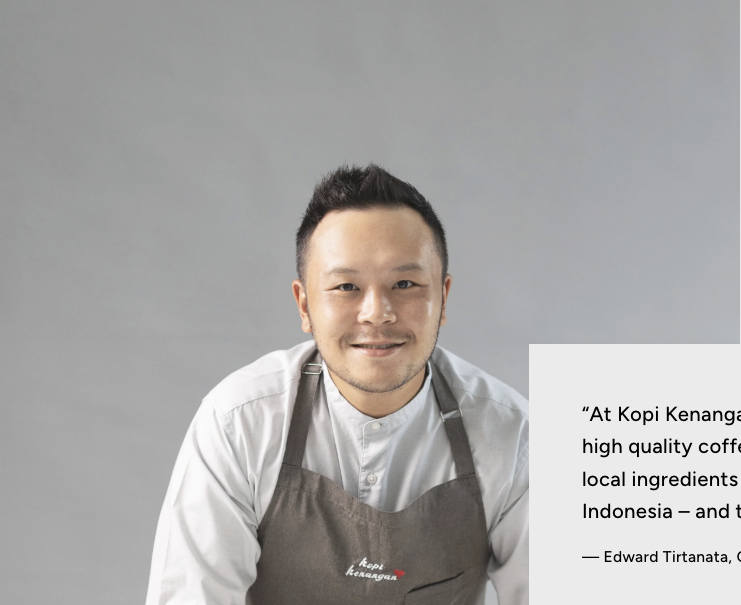 kopi
kenangan
“At Kopi Kenanga
high quality coffe
local ingredients
Indonesia – and t
— Edward Tirtanata, C